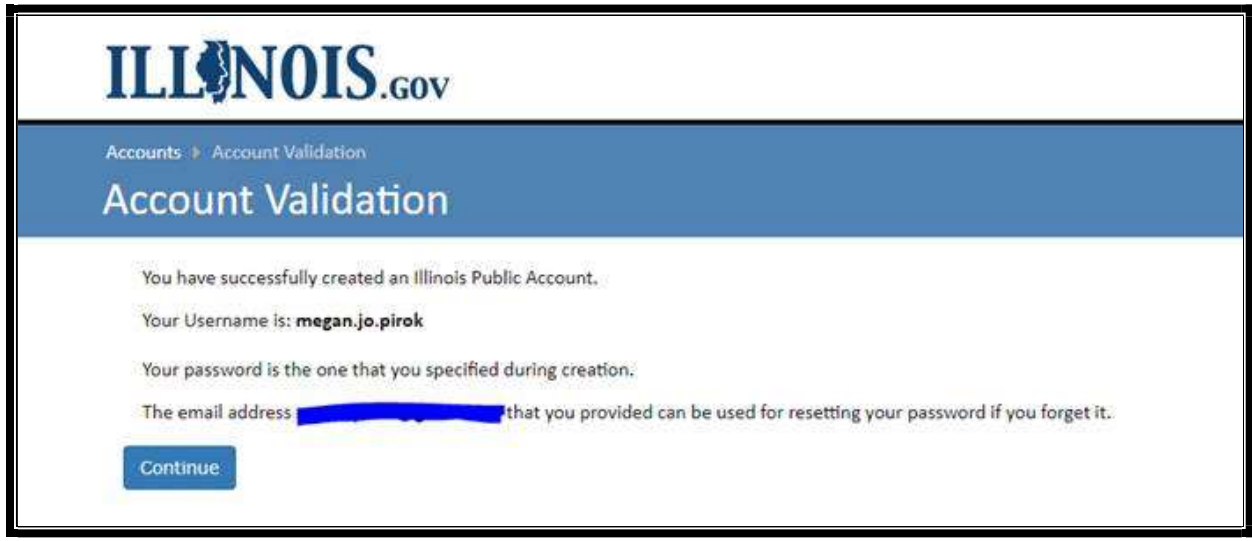 ILLINOIS.GOV
Accounts Account Validation
Account Validation
You have successfully created an Illinois Public Account.
Your Username is: megan.jo.pirok
Your password is the one that you specified during creation.
The email address that you provided can be used for resetting your password if you forget it.
Continue